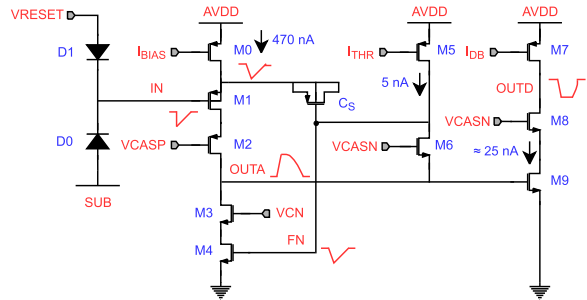 VRESET
AVDD
AVDD
AVDD
D1
IBIAS
M0
470 nA
ITHR
M5
IDB
M7
IN
M1
CS
5 nA
OUTD
D0
VCASP
M2
VCASN
M6
VCASN
M8
≈ 25 nA
OUTA
M9
SUB
M3
VCN
M4
FN